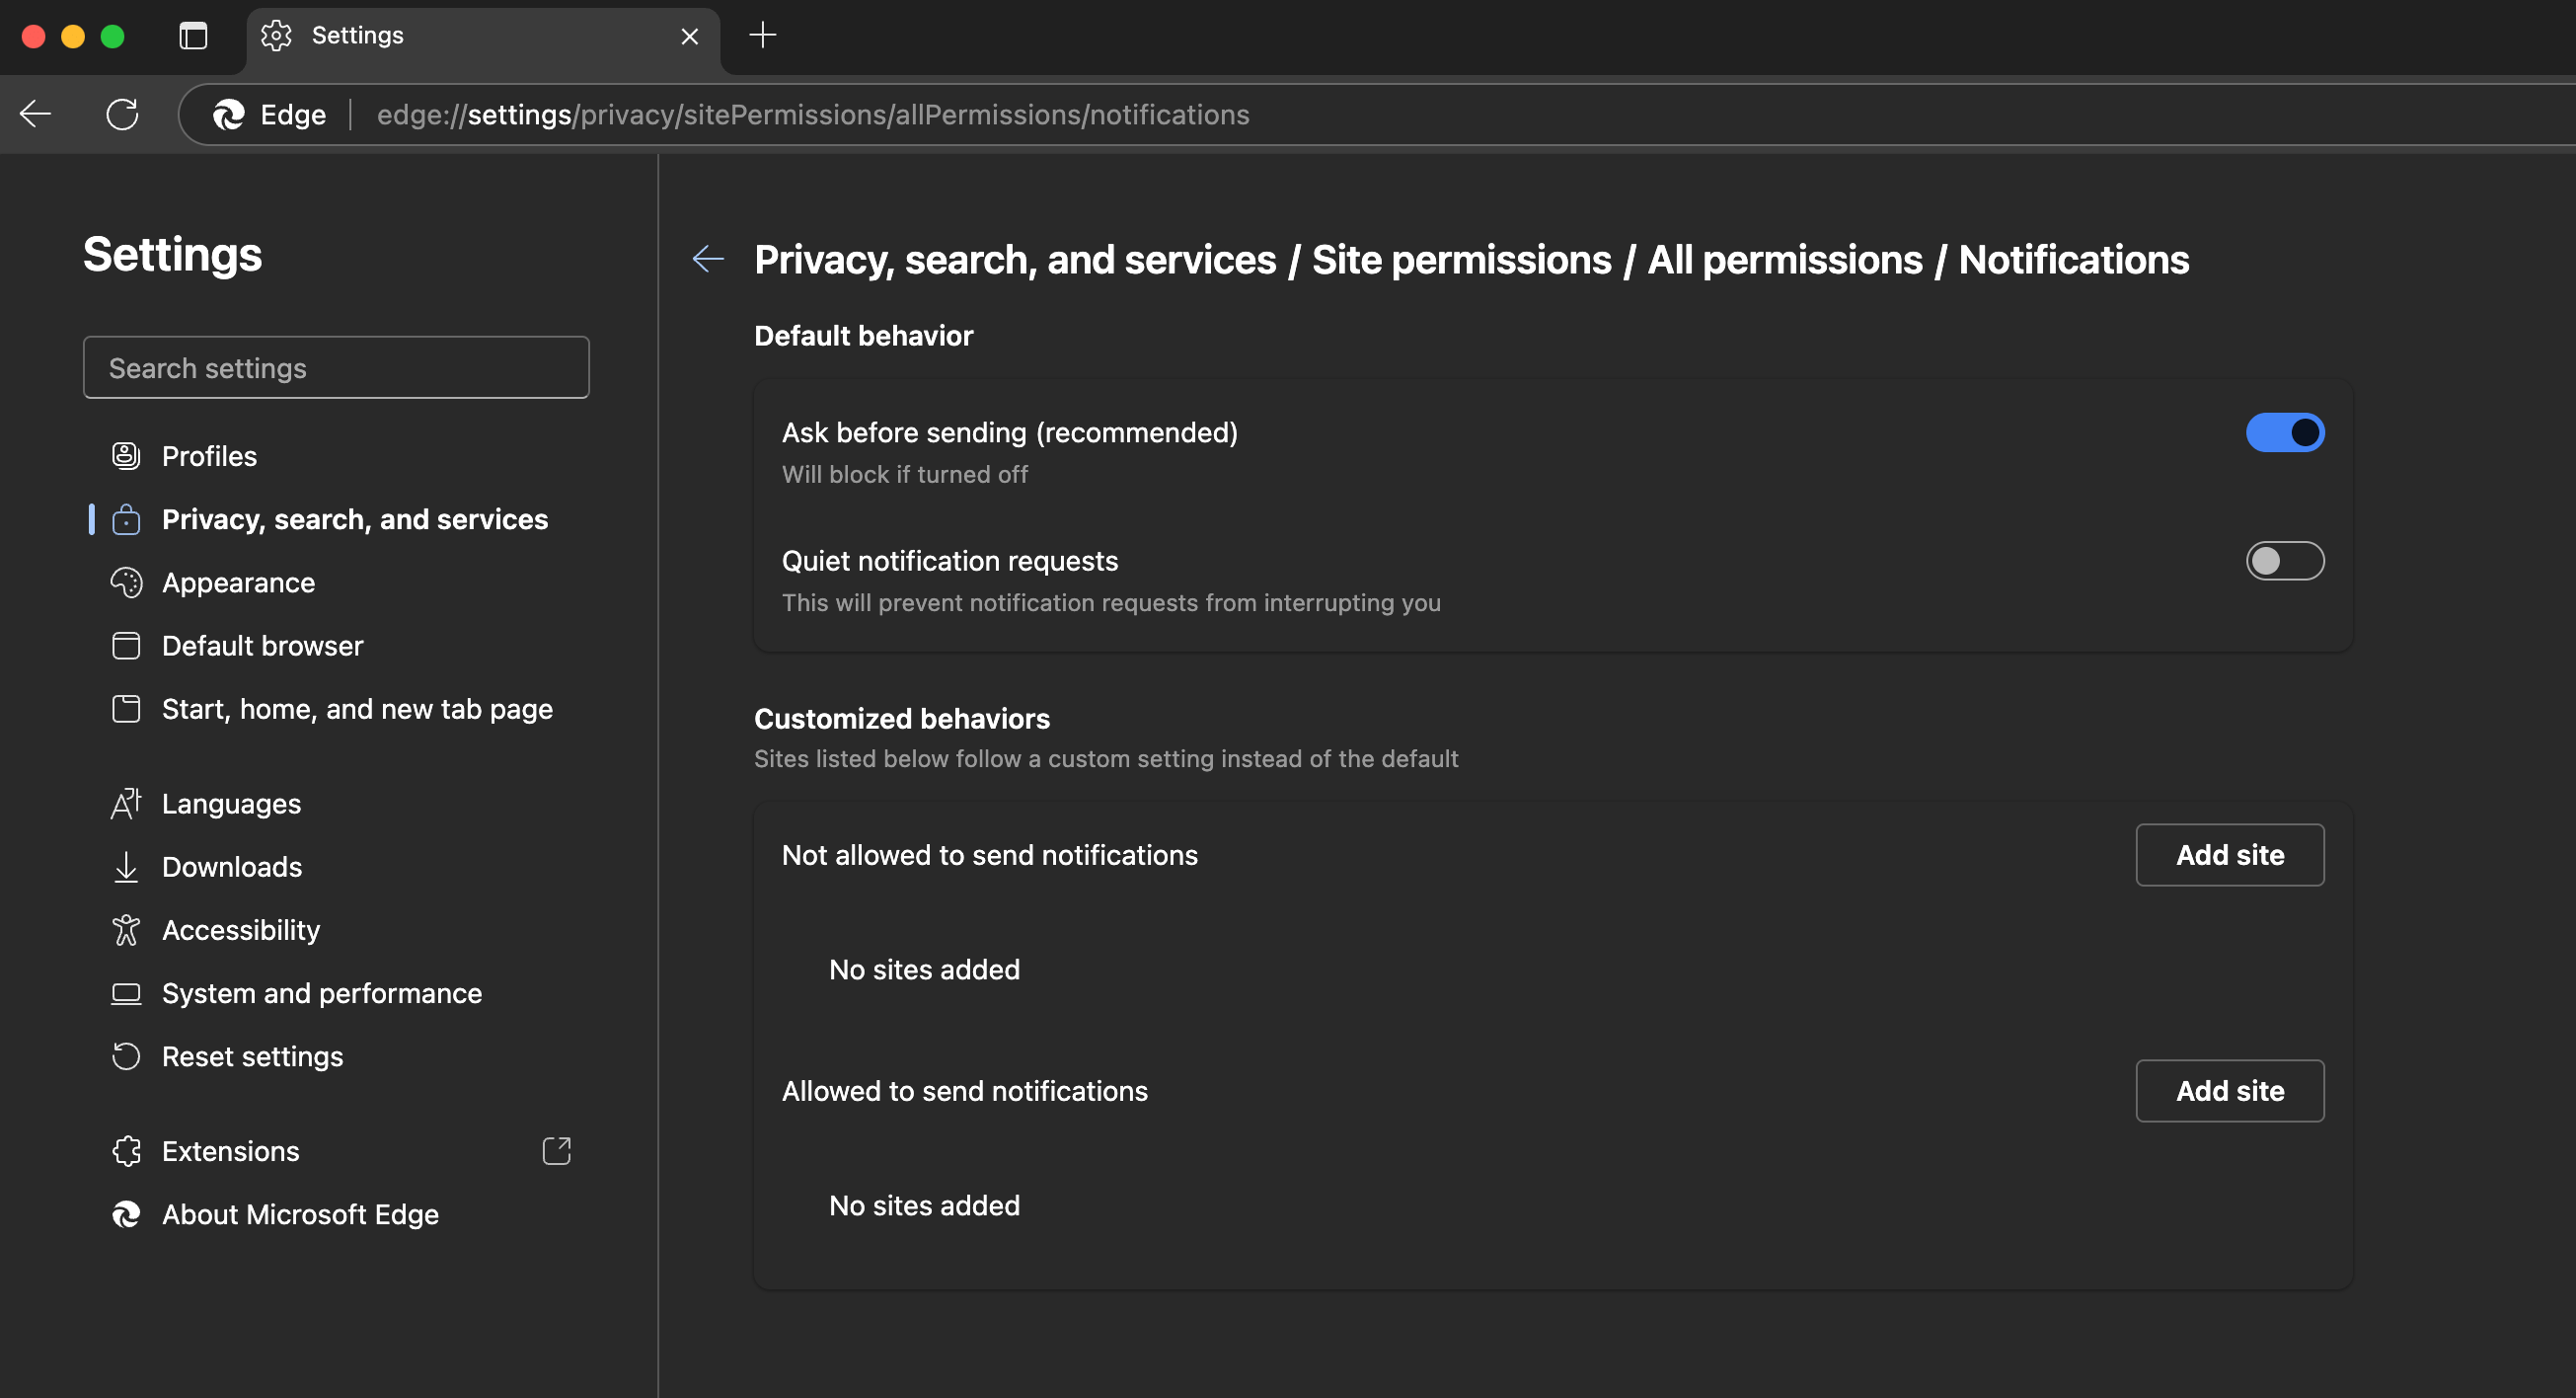 Settings
Edge
edge://settings/privacy/sitePermissions/allPermissions/notifications
Settings
Search settings
Profiles
Privacy, search, and services
Appearance
Default browser
Start, home, and new tab page
Languages
Downloads
Accessibility
System and performance
Reset settings
Extensions
About Microsoft Edge
Privacy, search, and services / Site permissions / All permissions / Notifications
Default behavior
Ask before sending (recommended)
Will block if turned off
Quiet notification requests
This will prevent notification requests from interrupting you
Customized behaviors
Sites listed below follow a custom setting instead of the default
Not allowed to send notifications
Add site
No sites added
Allowed to send notifications
Add site
No sites added